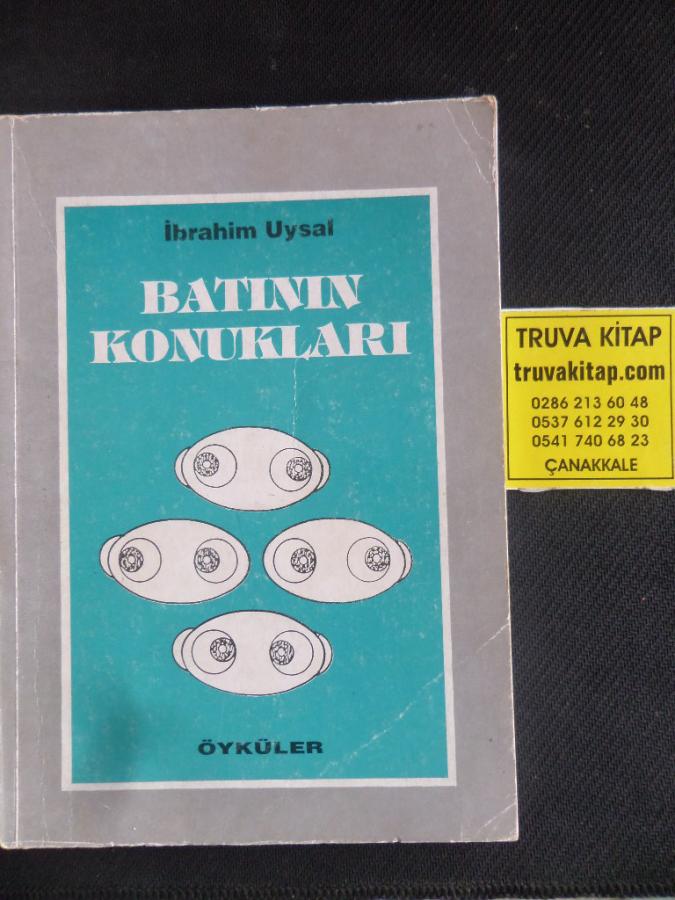 İbrahim Uysal
BATININ
KONUKLARI
ÖYKÜLER
TRUVA KİTAP
truvakitap.com
0286 213 60 48
0537 612 29 30
0541 740 68 23
ÇANAKKALE